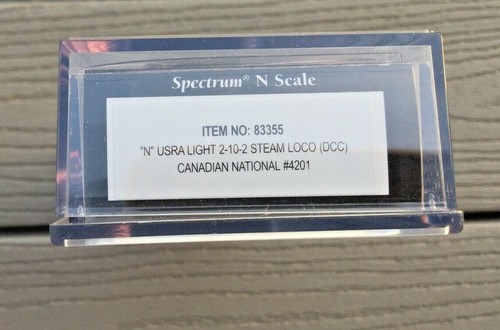 Spectrum® N Scale
ITEM NO: 83355
"N" USRA LIGHT 2-10-2 STEAM LOCO (DCC)
CANADIAN NATIONAL #4201